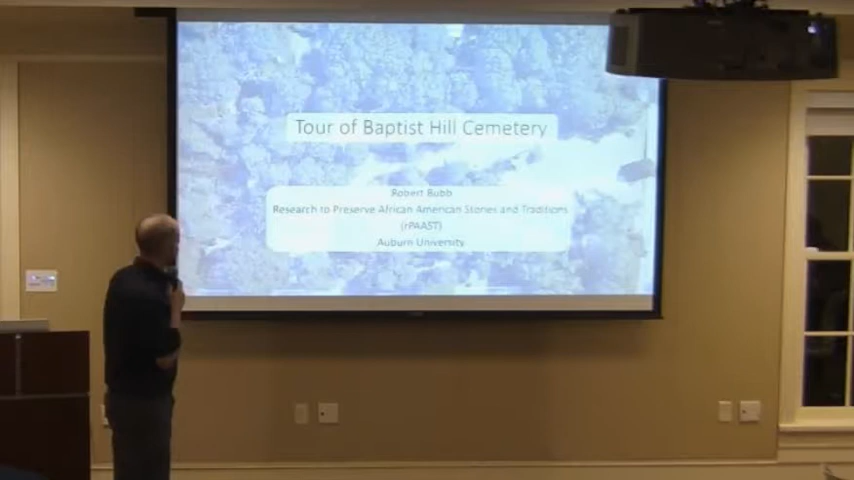 Tour of Baptist Hill Cemetery
Robert Bubb
Research to Preserve African American Stories and Traditions
(rPAAST)
Auburn University